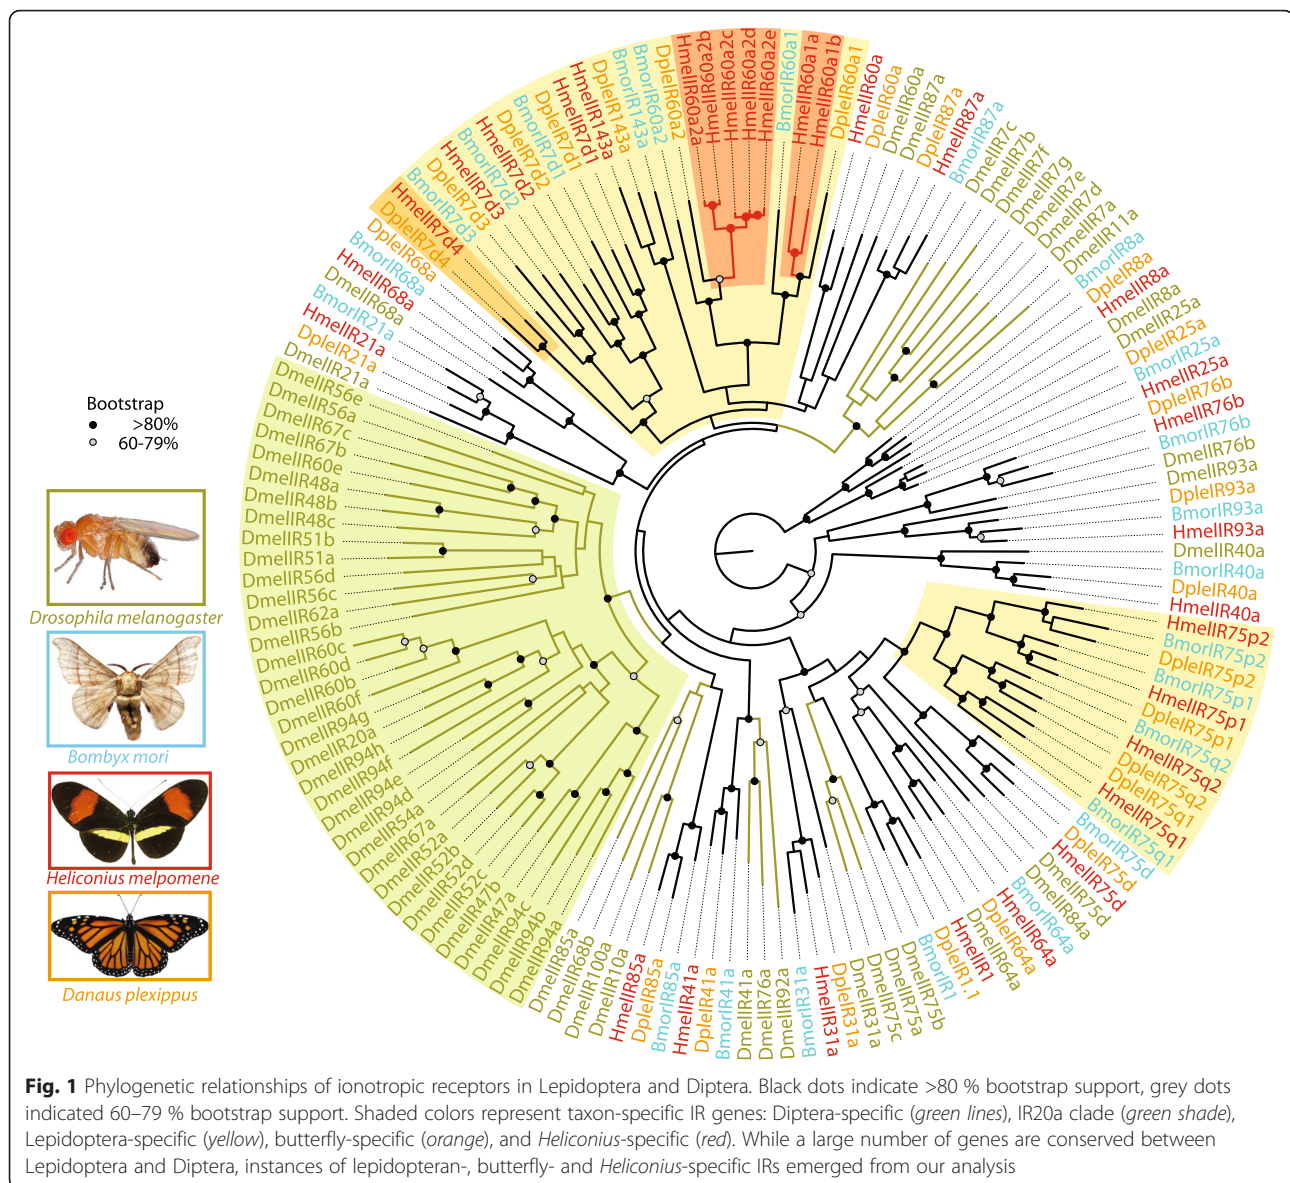 HmelIR60a2a
HmelIR60a2b
HmelIR60a2c
HmelIR60a2d
HmelIR60a2e
BmorIR60a1
HmelIR60a1a
HmelIR60a1b
DpleIR60a1
HmelIR60a
DpleIR60a
DmelIR60a
DmelIR87a
DpleIR87a
HmelIR87a
BmorIR87a
DmelIR7c
DmelIR7b
DmelIR7f
DmelIR7g
DmelIR7e
DmelIR7d
DmelIR7a
DmelIR11a
BmorIR8a
DpleIR8a
HmelIR8a
DmelIR8a
DmelIR25a
DpleIR25a
BmorIR25a
HmelIR25a
DpleIR76b
HmelIR76b
BmorIR76b
DmelIR76b
DmelIR93a
DpleIR93a
BmorIR93a
HmelIR93a
DmelIR40a
BmorIR40a
DpleIR40a
HmelIR40a
HmelIR75p2
BmorIR75p2
DpleIR75p2
BmorIR75p1
HmelIR75p1
DpleIR75p1
BmorIR75q2
HmelIR75q2
DpleIR75q2
DpleIR75q1
HmelIR75q1
BmorIR75q1
BmorIR75d
DpleIR75d
HmelIR75d
DmelIR75d
DmelIR84a
BmorIR64a
HmelIR64a
DpleIR64a
DmelIR64a
HmelIR1
DpleIR1.1
BmorIR1
DmelIR75b
DmelIR75a
DmelIR75c
DmelIR31a
DpleIR31a
HmelIR31a
BmorIR31a
DmelIR92a
DmelIR76a
DmelIR41a
BmorIR41a
DpleIR41a
HmelIR41a
BmorIR85a
DpleIR85a
HmelIR85a
DmelIR10a
DmelIR100a
DmelIR68b
DmelIR85a
DmelIR94a
DmelIR94b
DmelIR94c
DmelIR47a
DmelIR47b
DmelIR52c
DmelIR52d
DmelIR52b
DmelIR52a
DmelIR67a
DmelIR54a
DmelIR94d
DmelIR94e
DmelIR94f
DmelIR94h
DmelIR20a
DmelIR94g
DmelIR60f
DmelIR60b
DmelIR60d
DmelIR60c
DmelIR56b
DmelIR62a
DmelIR56c
DmelIR56d
DmelIR51a
DmelIR51b
DmelIR48c
DmelIR48b
DmelIR48a
DmelIR60e
DmelIR67b
DmelIR67c
DmelIR56a
DmelIR56e
DmelIR21a
DpleIR21a
HmelIR21a
BmorIR21a
DmelIR68a
HmelIR68a
BmorIR68a
DpleIR68a
DpleIR7d4
HmelIR7d4
BmorIR7d3
DpleIR7d3
HmelIR7d3
BmorIR7d2
HmelIR7d2
DpleIR7d2
BmorIR7d1
DpleIR7d1
HmelIR7d1
HmelIR143a
DpleIR143a
BmorIR143a
BmorIR60a2
DpleIR60a2
Bootstrap
>80%
60-79%
Drosophila melanogaster
Bombyx mori
Heliconius melpomene
Danaus plexippus
Fig. 1 Phylogenetic relationships of ionotropic receptors in Lepidoptera and Diptera. Black dots indicate >80 % bootstrap support, grey dots
indicated 60–79 % bootstrap support. Shaded colors represent taxon-specific IR genes: Diptera-specific (green lines), IR20a clade (green shade),
Lepidoptera-specific (yellow), butterfly-specific (orange), and Heliconius-specific (red). While a large number of genes are conserved between
Lepidoptera and Diptera, instances of lepidopteran-, butterfly- and Heliconius-specific IRs emerged from our analysis